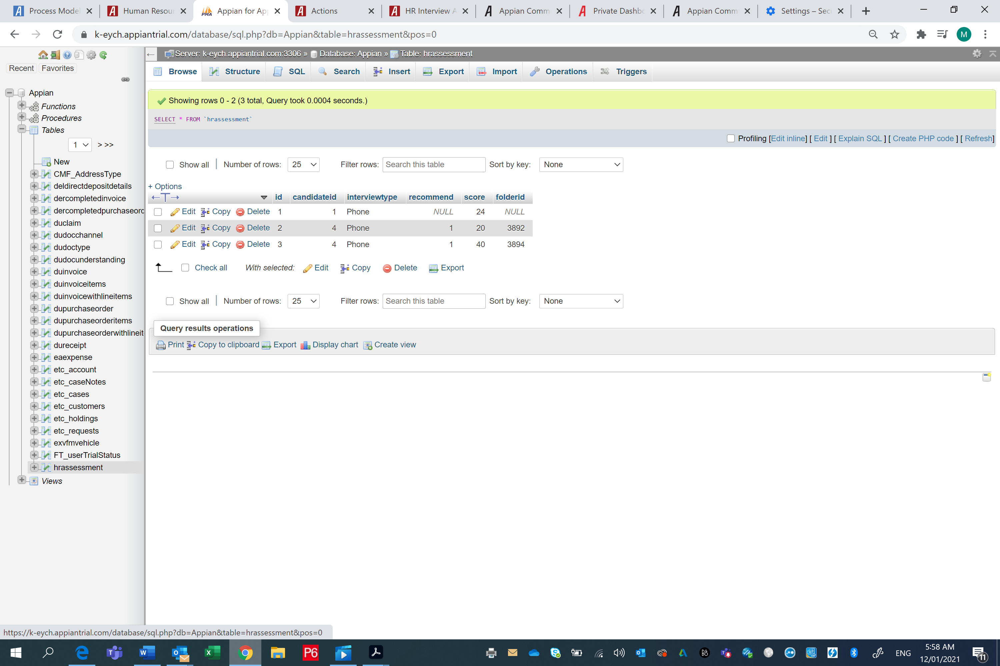 Process Model
Human Resour
Appian for Ap
Actions
HR Interview A
Appian Comm
Private Dashbo
Appian Comm
Settings – Secu
k-eych.appiantrial.com/database/sql.php?db=Appian&table=hrassessment&pos=0
M
Recent Favorites
Server: k-eych.appiantrial.com:3306 » Database: Appian » Table: hrassessment
Browse Structure SQL Search Insert Export Import Operations Triggers
Showing rows 0 - 2 (3 total, Query took 0.0004 seconds.)
SELECT * FROM `hrassessment`
Profiling [Edit inline] [ Edit ] [ Explain SQL ] [ Create PHP code ] [ Refresh]
Appian
Functions
Procedures
Tables
1 > >>
New
CMF_AddressType
deldirectdepositdetails
dercompletedinvoice
dercompletedpurchaseord
duclaim
dudocchannel
dudoctype
dudocunderstanding
duinvoice
duinvoiceitems
duinvoicewithlineitems
dupurchaseorder
dupurchaseorderitems
dupurchaseorderwithlineit
dureceipt
eaexpense
etc_account
etc_caseNotes
etc_cases
etc_customers
etc_holdings
etc_requests
exvfmvehicle
FT_userTrialStatus
hrassessment
Views
Show all | Number of rows: 25 Filter rows: Search this table Sort by key: None
+ Options
←T→ id candidateid interviewtype recommend score folderid
Edit Copy Delete 1 1 Phone NULL 24 NULL
Edit Copy Delete 2 4 Phone 1 20 3892
Edit Copy Delete 3 4 Phone 1 40 3894
Check all With selected: Edit Copy Delete Export
Show all | Number of rows: 25 Filter rows: Search this table Sort by key: None
Query results operations
Print Copy to clipboard Export Display chart Create view
https://k-eych.appiantrial.com/database/sql.php?db=Appian&table=hrassessment&pos=0
P6
ENG
5:58 AM
12/01/2021
11